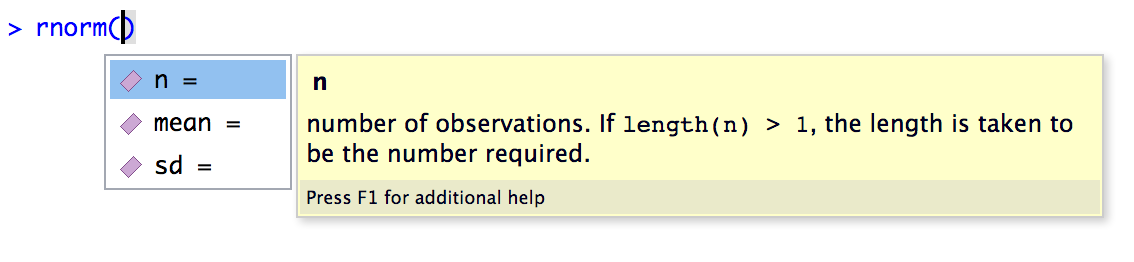 > rnorm()
n =
mean =
sd =
n
number of observations. If length(n) > 1, the length is taken to
be the number required.
Press F1 for additional help